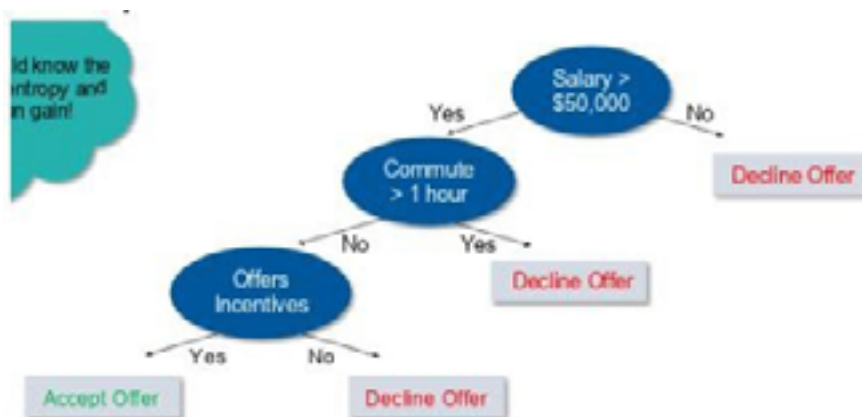 ld know the
entropy and
n gain!
Salary >
$50,000
Yes
No
Commute
> 1 hour
Decline Offer
No
Yes
Offers
Incentives
Decline Offer
Yes
No
Accept Offer
Decline Offer